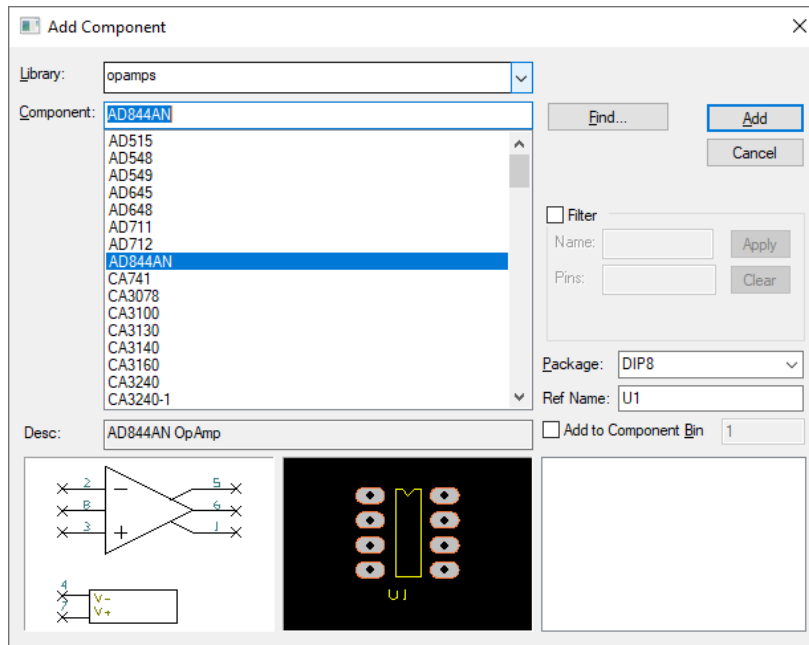 Add Component
Library: opamps
Component: AD844AN Find... Add
Cancel
AD515
AD548
AD549
AD645
AD648
AD711
AD712
AD844AN
CA741
CA3078
CA3100
CA3130
CA3140
CA3160
CA3240
CA3240-1
Filter
Name: Apply
Pins: Clear
Package: DIP8
Ref Name: U1
Desc: AD844AN OpAmp Add to Component Bin 1
2 − 5
8 6
3 + 1
4 V-
7 V+
U1